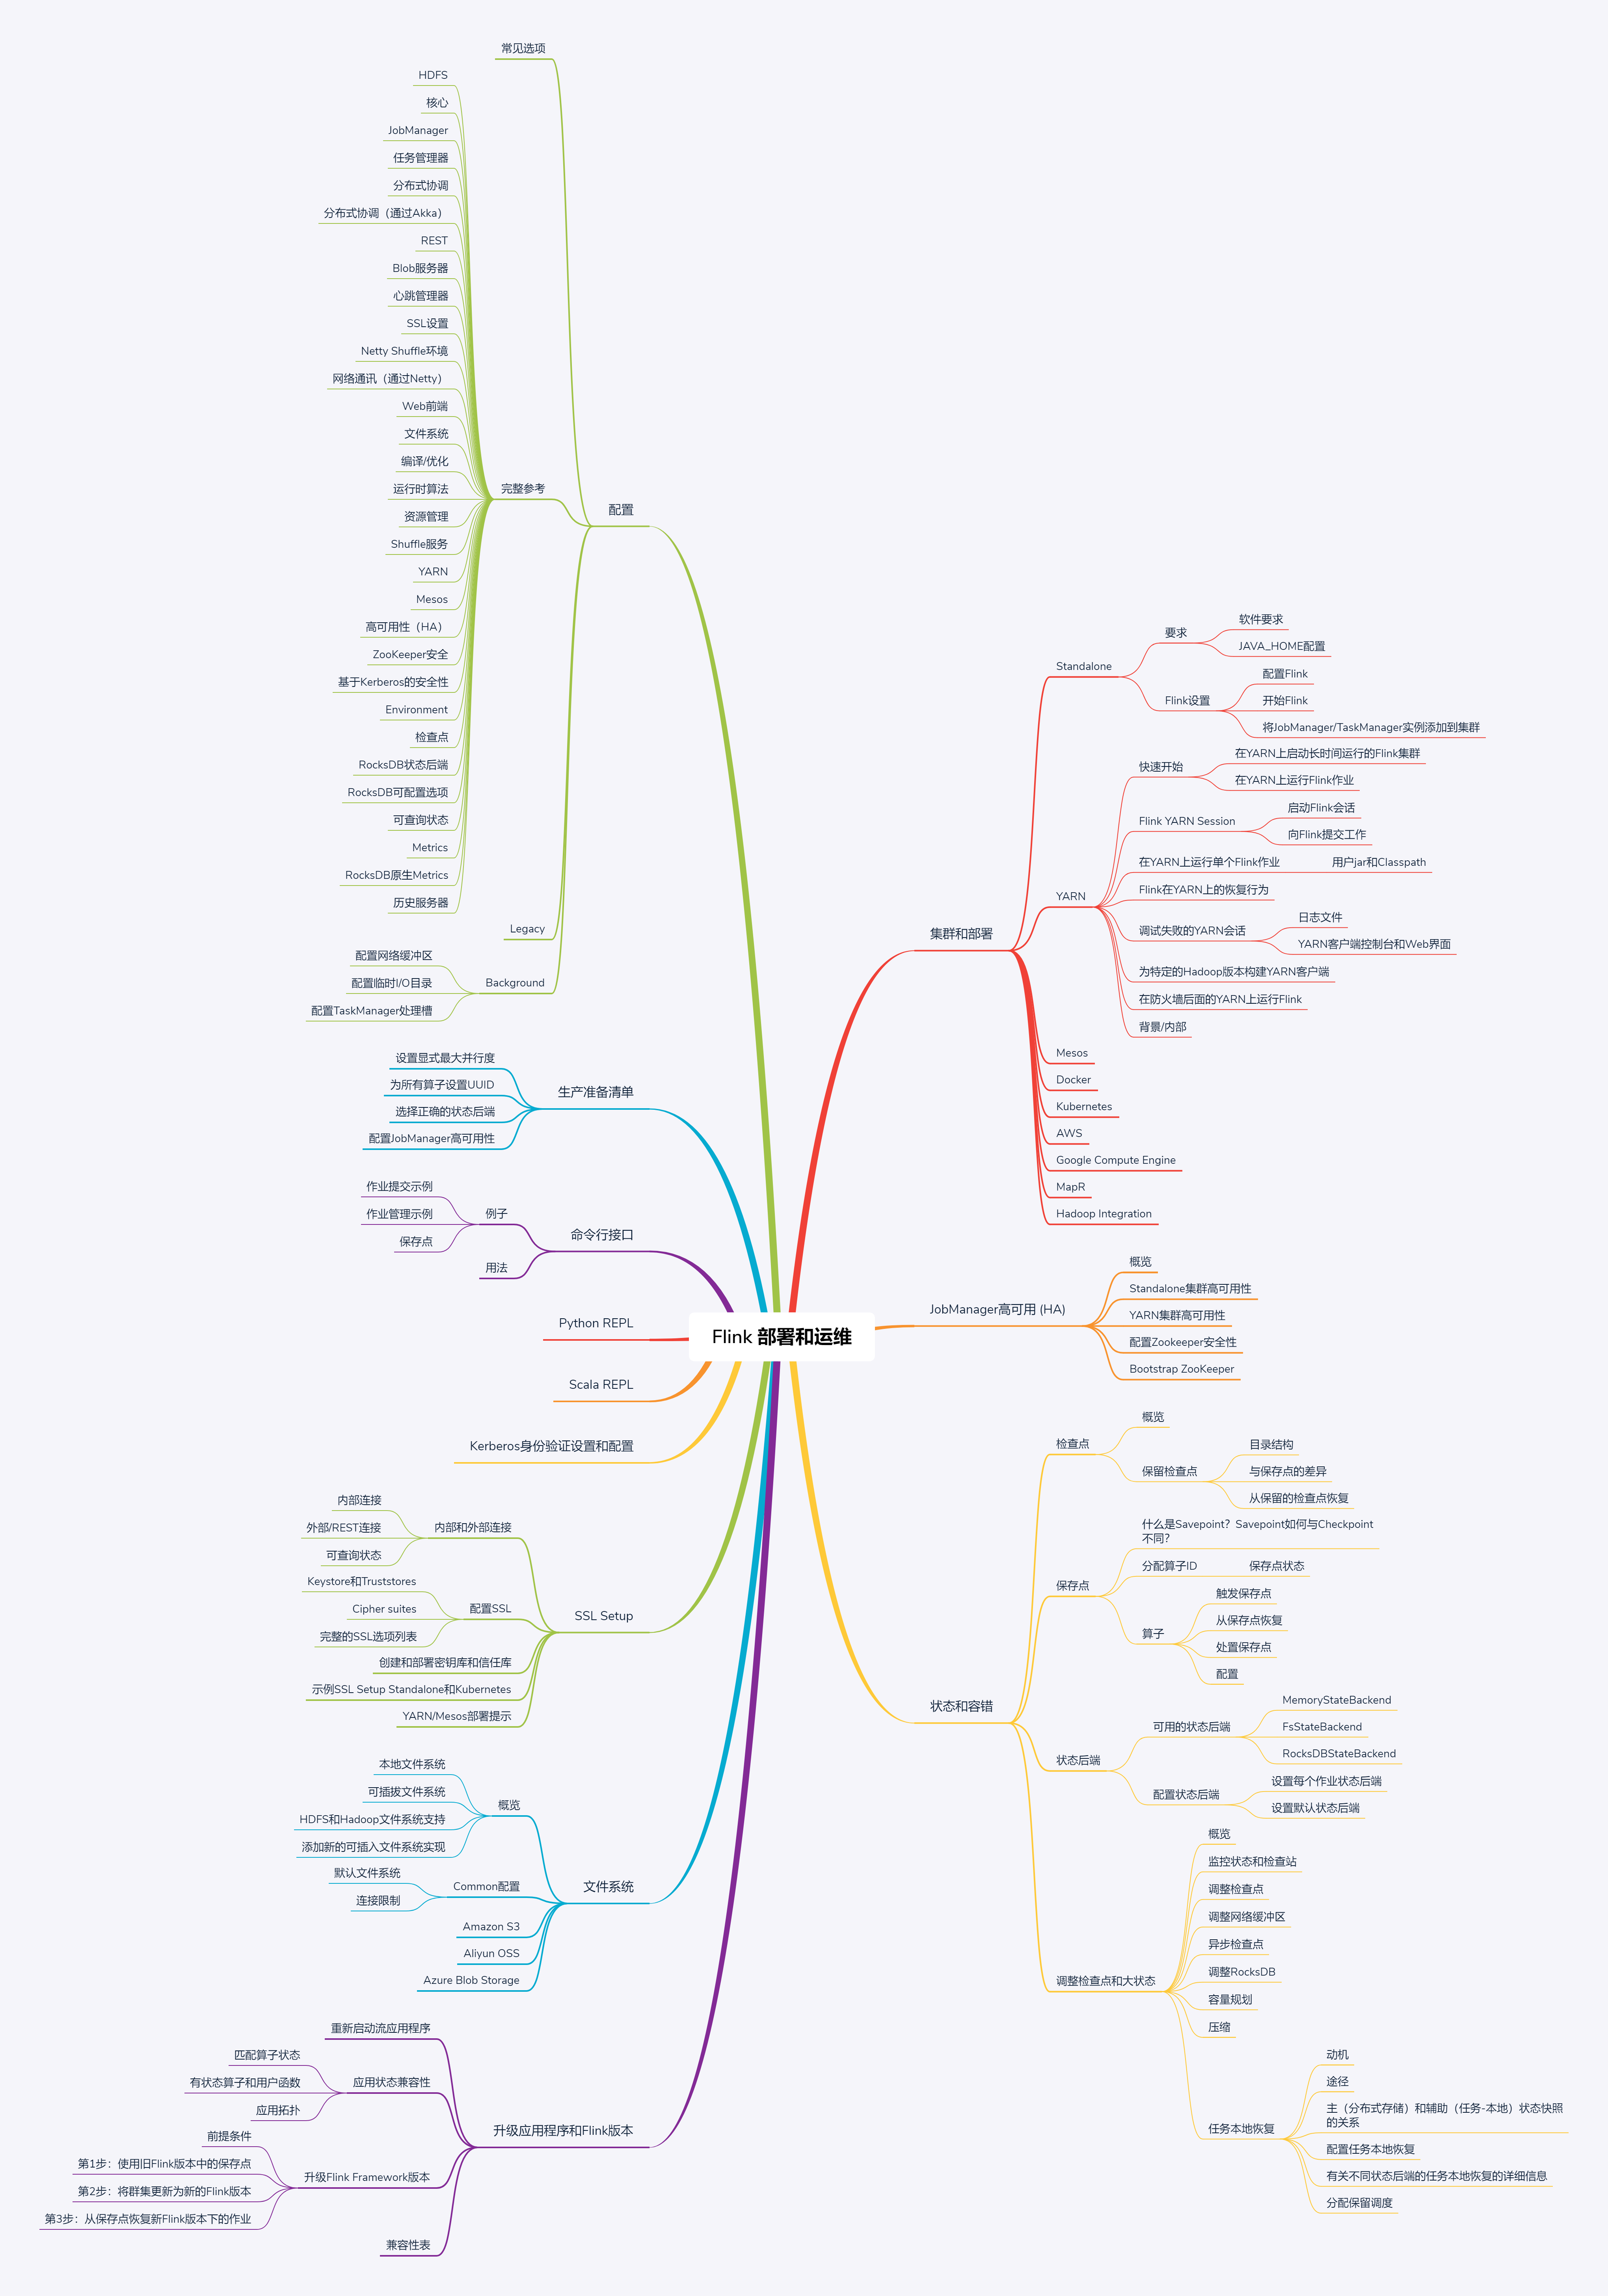 Flink 部署和运维
集群和部署
Standalone
要求
软件要求
JAVA_HOME配置
Flink设置
配置Flink
开始Flink
将JobManager/TaskManager实例添加到集群
YARN
快速开始
在YARN上启动长时间运行的Flink集群
在YARN上运行Flink作业
Flink YARN Session
启动Flink会话
向Flink提交工作
在YARN上运行单个Flink作业
用户jar和Classpath
Flink在YARN上的恢复行为
调试失败的YARN会话
日志文件
YARN客户端控制台和Web界面
为特定的Hadoop版本构建YARN客户端
在防火墙后面的YARN上运行Flink
背景/内部
Mesos
Docker
Kubernetes
AWS
Google Compute Engine
MapR
Hadoop Integration
JobManager高可用 (HA)
概览
Standalone集群高可用性
YARN集群高可用性
配置Zookeeper安全性
Bootstrap ZooKeeper
状态和容错
检查点
概览
保留检查点
目录结构
与保存点的差异
从保留的检查点恢复
保存点
什么是Savepoint？Savepoint如何与Checkpoint
不同？
分配算子ID
保存点状态
算子
触发保存点
从保存点恢复
处置保存点
配置
状态后端
可用的状态后端
MemoryStateBackend
FsStateBackend
RocksDBStateBackend
配置状态后端
设置每个作业状态后端
设置默认状态后端
调整检查点和大状态
概览
监控状态和检查站
调整检查点
调整网络缓冲区
异步检查点
调整RocksDB
容量规划
压缩
任务本地恢复
动机
途径
主（分布式存储）和辅助（任务-本地）状态快照
的关系
配置任务本地恢复
有关不同状态后端的任务本地恢复的详细信息
分配保留调度
配置
常见选项
完整参考
HDFS
核心
JobManager
任务管理器
分布式协调
分布式协调（通过Akka）
REST
Blob服务器
心跳管理器
SSL设置
Netty Shuffle环境
网络通讯（通过Netty）
Web前端
文件系统
编译/优化
运行时算法
资源管理
Shuffle服务
YARN
Mesos
高可用性（HA）
ZooKeeper安全
基于Kerberos的安全性
Environment
检查点
RocksDB状态后端
RocksDB可配置选项
可查询状态
Metrics
RocksDB原生Metrics
历史服务器
Legacy
Background
配置网络缓冲区
配置临时I/O目录
配置TaskManager处理槽
生产准备清单
设置显式最大并行度
为所有算子设置UUID
选择正确的状态后端
配置JobManager高可用性
命令行接口
例子
作业提交示例
作业管理示例
保存点
用法
Python REPL
Scala REPL
Kerberos身份验证设置和配置
SSL Setup
内部和外部连接
内部连接
外部/REST连接
可查询状态
配置SSL
Keystore和Truststores
Cipher suites
完整的SSL选项列表
创建和部署密钥库和信任库
示例SSL Setup Standalone和Kubernetes
YARN/Mesos部署提示
文件系统
概览
本地文件系统
可插拔文件系统
HDFS和Hadoop文件系统支持
添加新的可插入文件系统实现
Common配置
默认文件系统
连接限制
Amazon S3
Aliyun OSS
Azure Blob Storage
升级应用程序和Flink版本
重新启动流应用程序
应用状态兼容性
匹配算子状态
有状态算子和用户函数
应用拓扑
升级Flink Framework版本
前提条件
第1步：使用旧Flink版本中的保存点
第2步：将群集更新为新的Flink版本
第3步：从保存点恢复新Flink版本下的作业
兼容性表